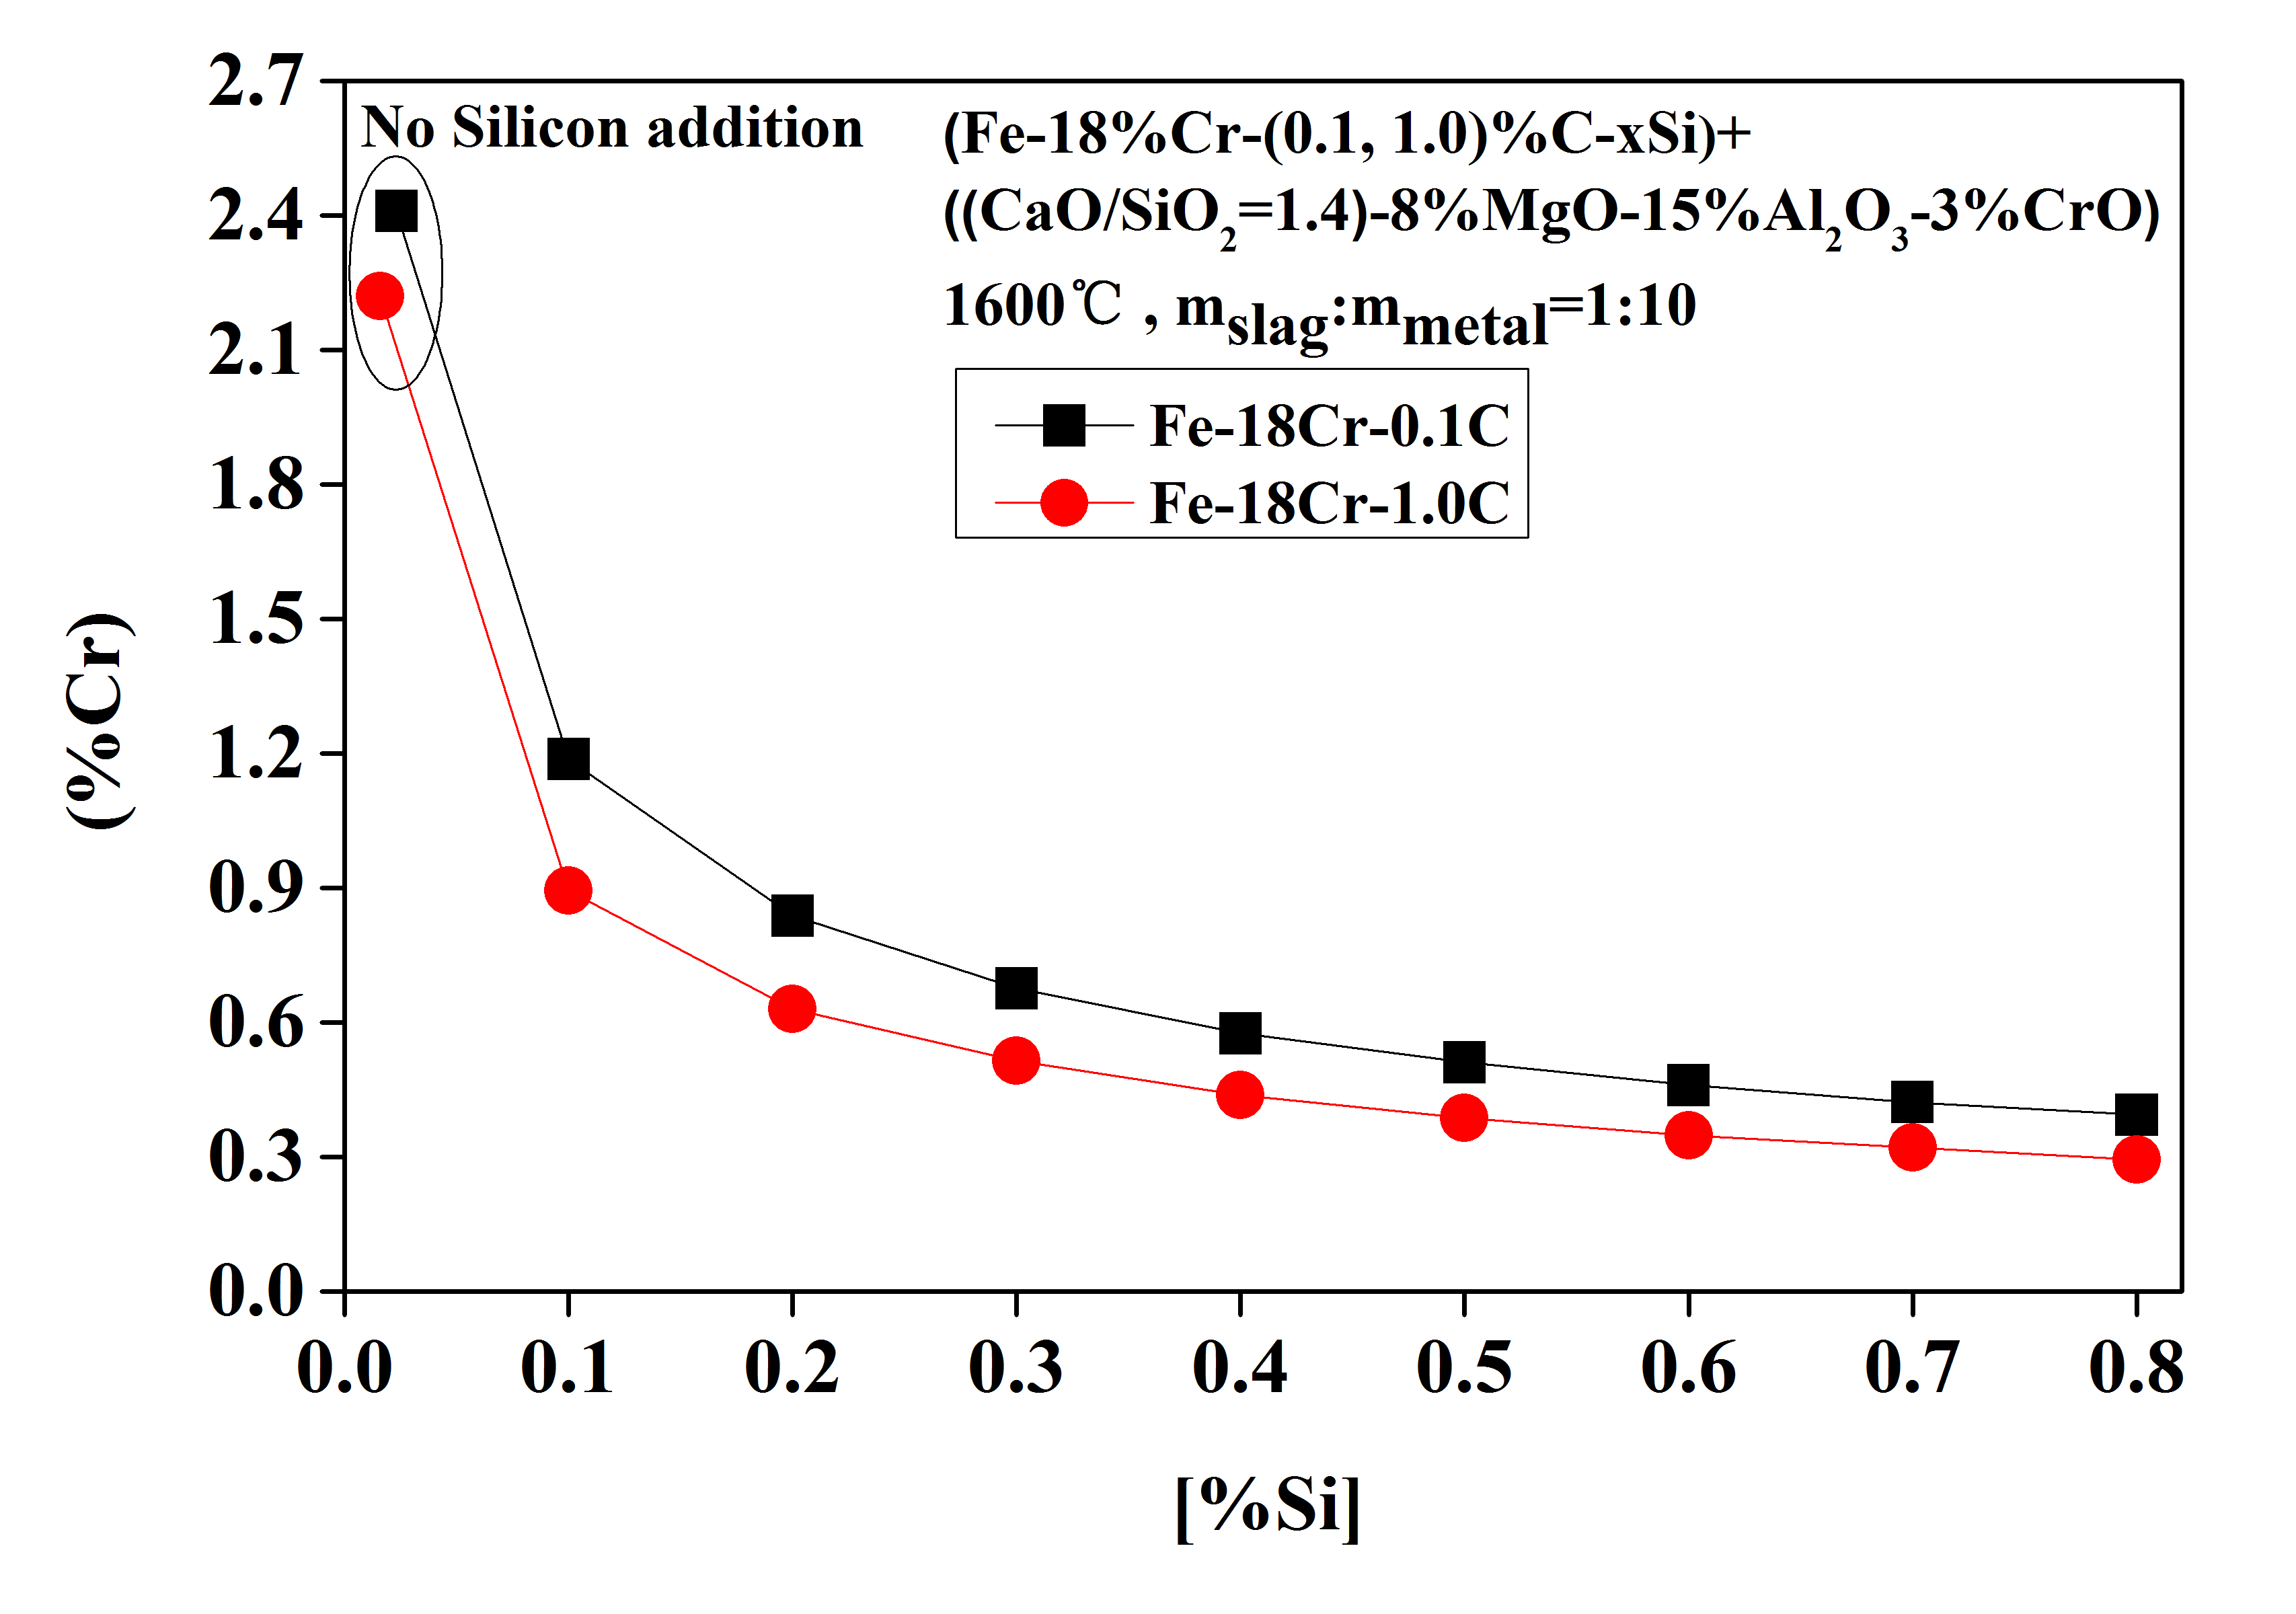 2.7
2.4
2.1
1.8
1.5
1.2
0.9
0.6
0.3
0.0
(%Cr)
No Silicon addition
(Fe-18%Cr-(0.1, 1.0)%C-xSi)+
((CaO/SiO₂=1.4)-8%MgO-15%Al₂O₃-3%CrO)
1600℃ , mslag:mmetal=1:10
Fe-18Cr-0.1C
Fe-18Cr-1.0C
0.0 0.1 0.2 0.3 0.4 0.5 0.6 0.7 0.8
[%Si]